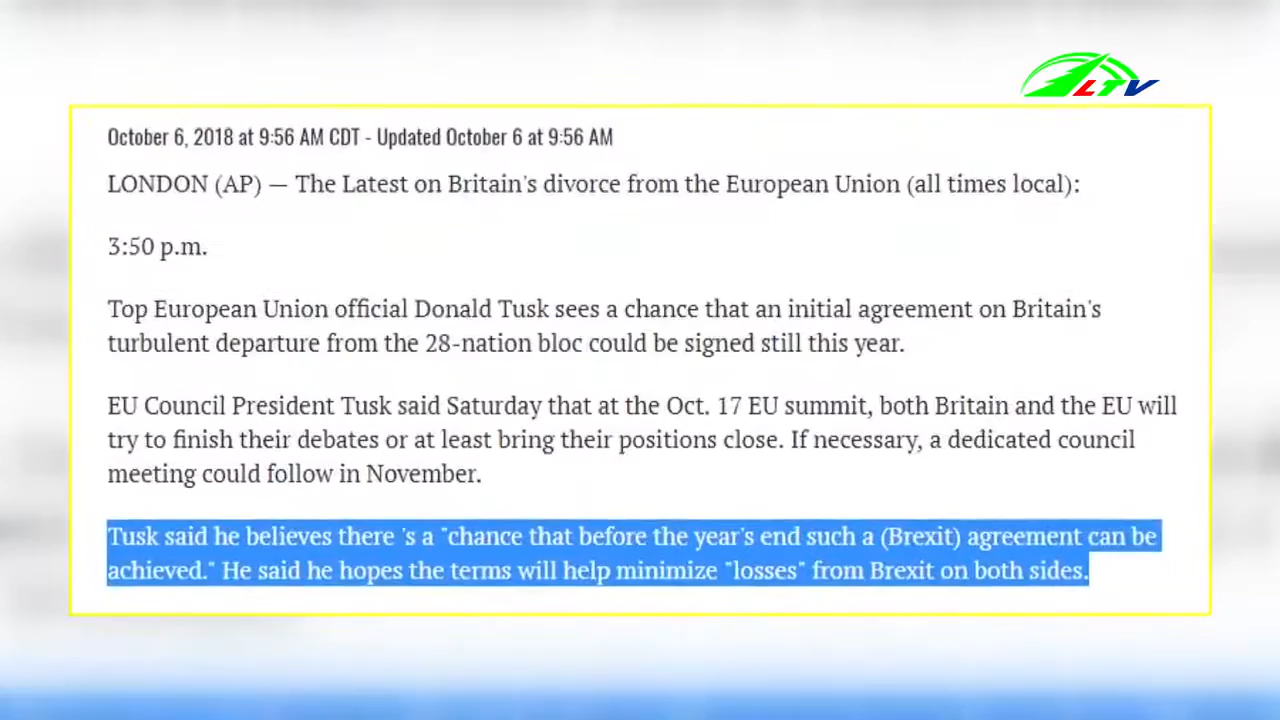 LTV
October 6, 2018 at 9:56 AM CDT - Updated October 6 at 9:56 AM
LONDON (AP) — The Latest on Britain's divorce from the European Union (all times local):
3:50 p.m.
Top European Union official Donald Tusk sees a chance that an initial agreement on Britain's
turbulent departure from the 28-nation bloc could be signed still this year.
EU Council President Tusk said Saturday that at the Oct. 17 EU summit, both Britain and the EU will
try to finish their debates or at least bring their positions close. If necessary, a dedicated council
meeting could follow in November.
Tusk said he believes there 's a "chance that before the year's end such a (Brexit) agreement can be
achieved." He said he hopes the terms will help minimize "losses" from Brexit on both sides.